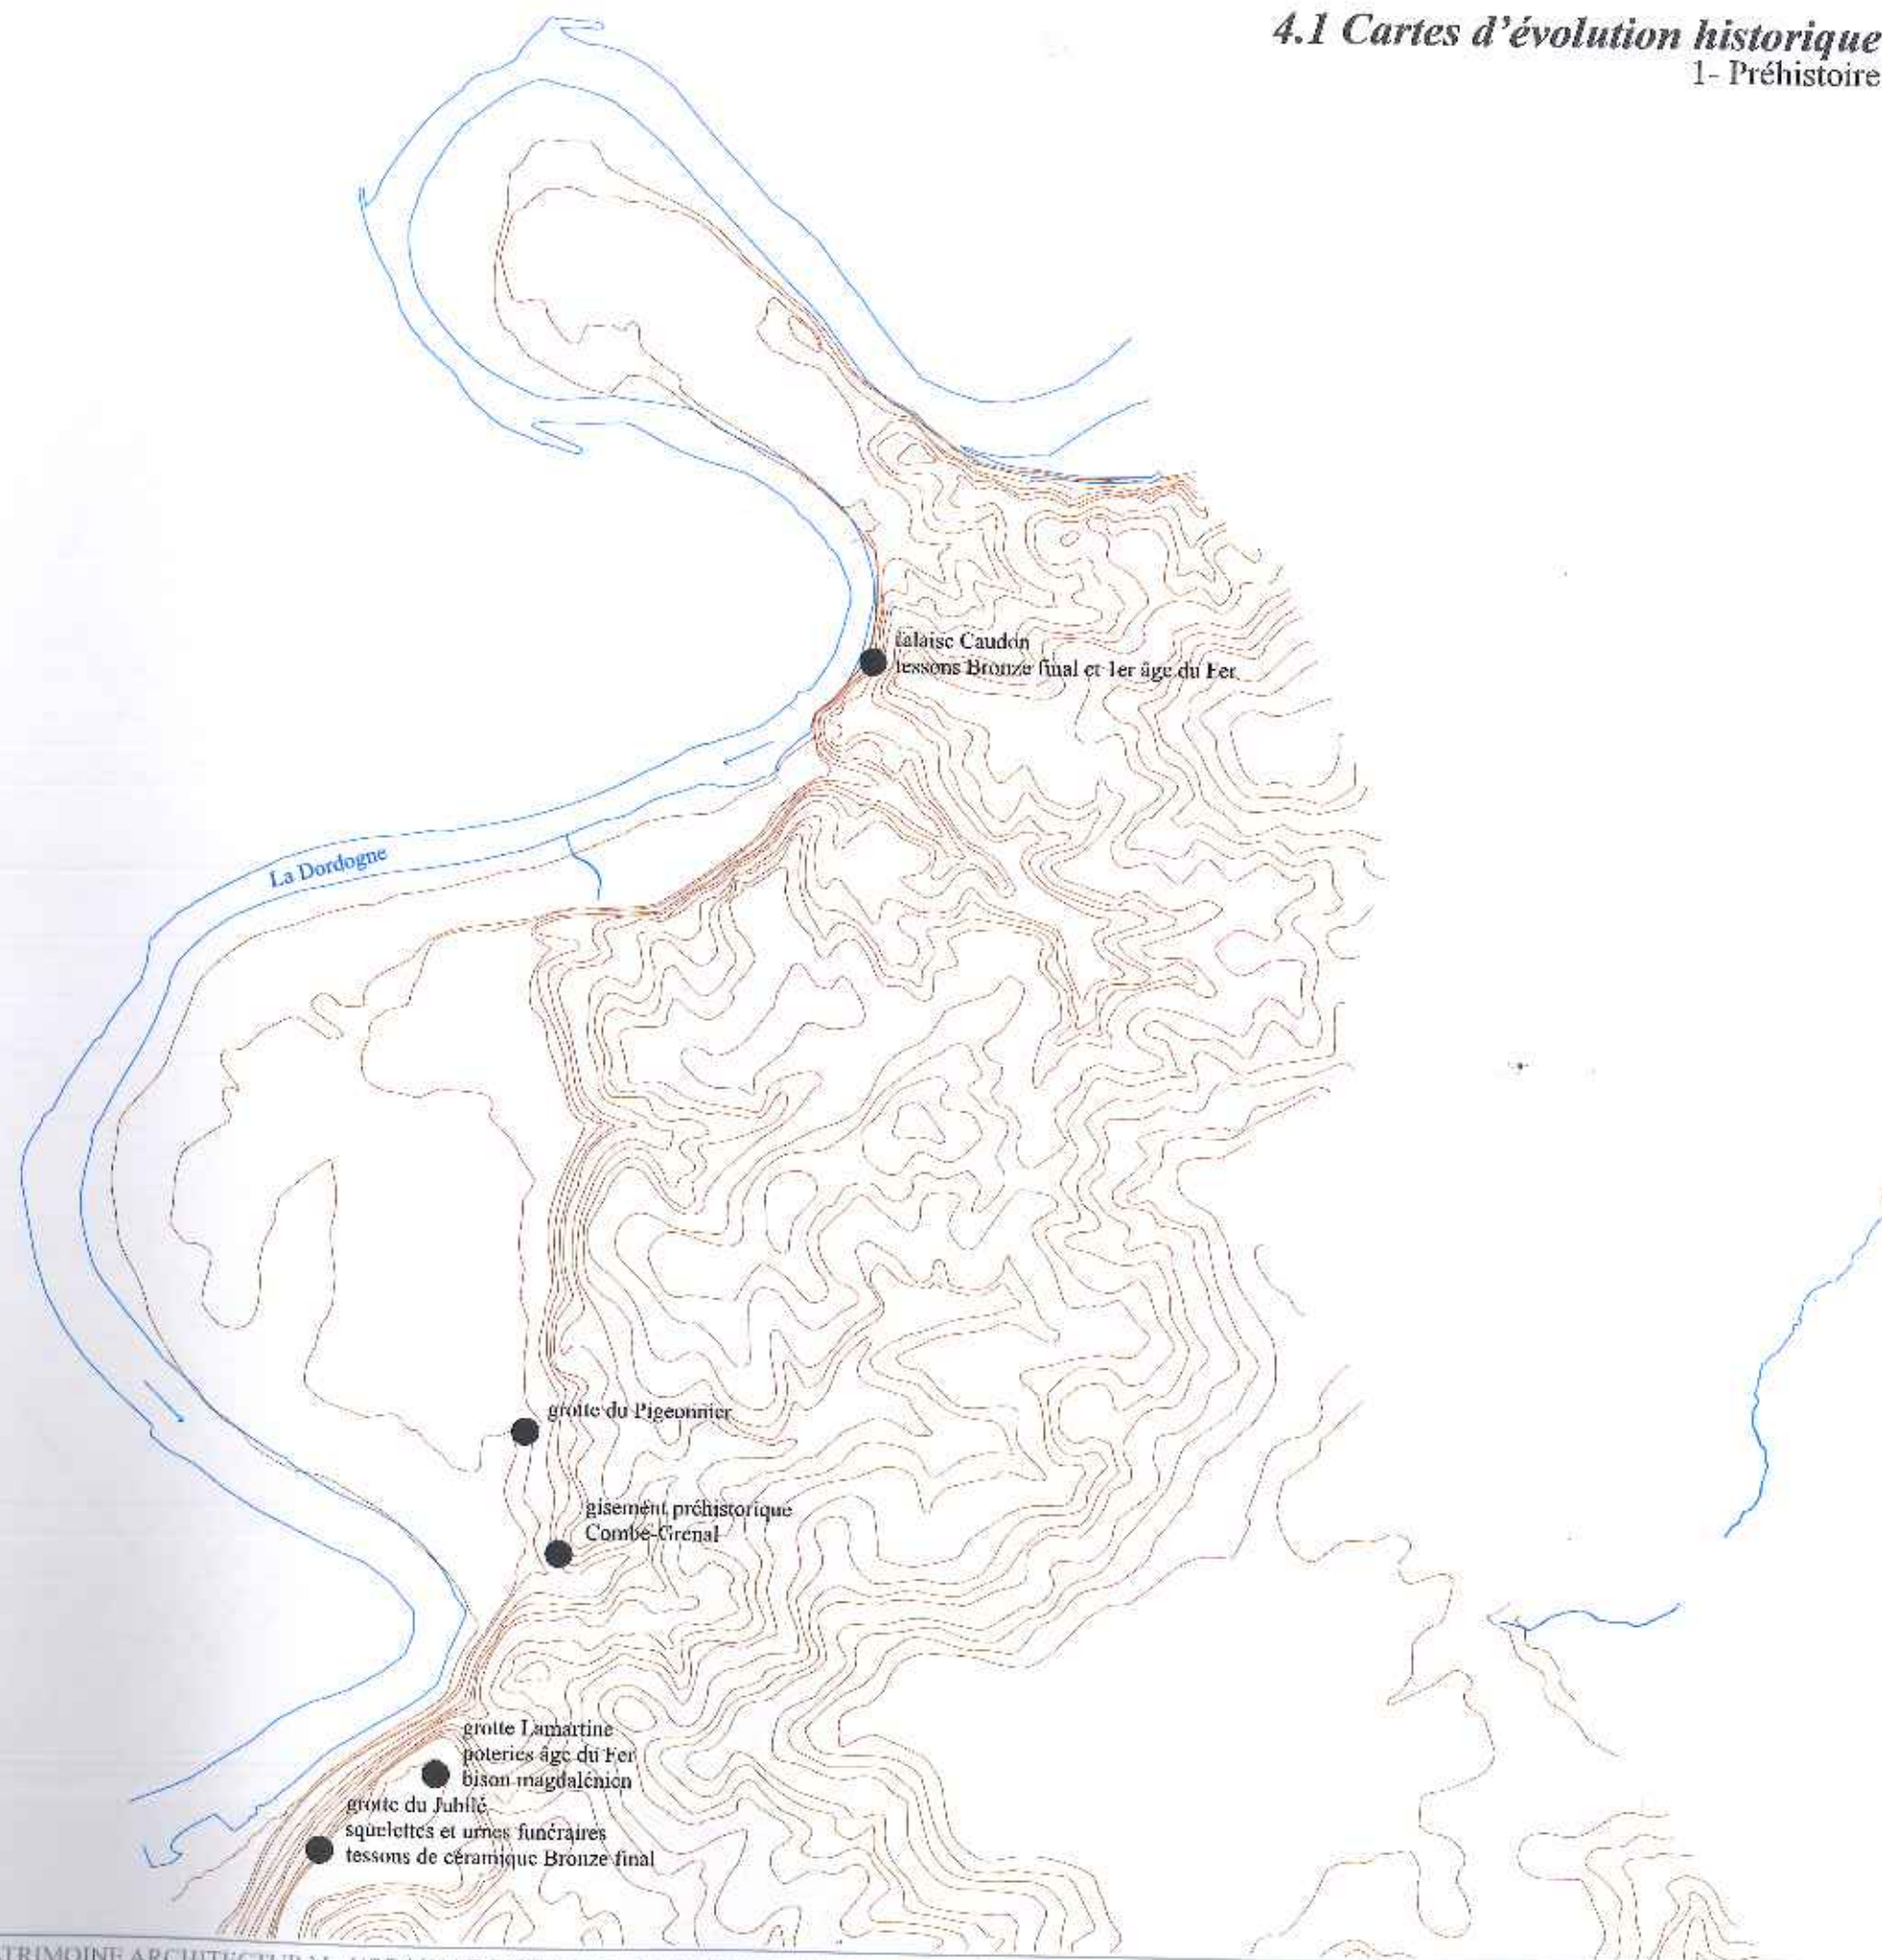 4.1 Cartes d'évolution historique
1- Préhistoire
falaise Caudon
tessons Bronze final et 1er âge du Fer
La Dordogne
grotte du Pigeonnier
gisement préhistorique
Combe-Grenal
grotte Lamartine
poteries âge du Fer
bison magdalénien
grotte du Jubilé
squelettes et urnes funéraires
tessons de céramique Bronze final